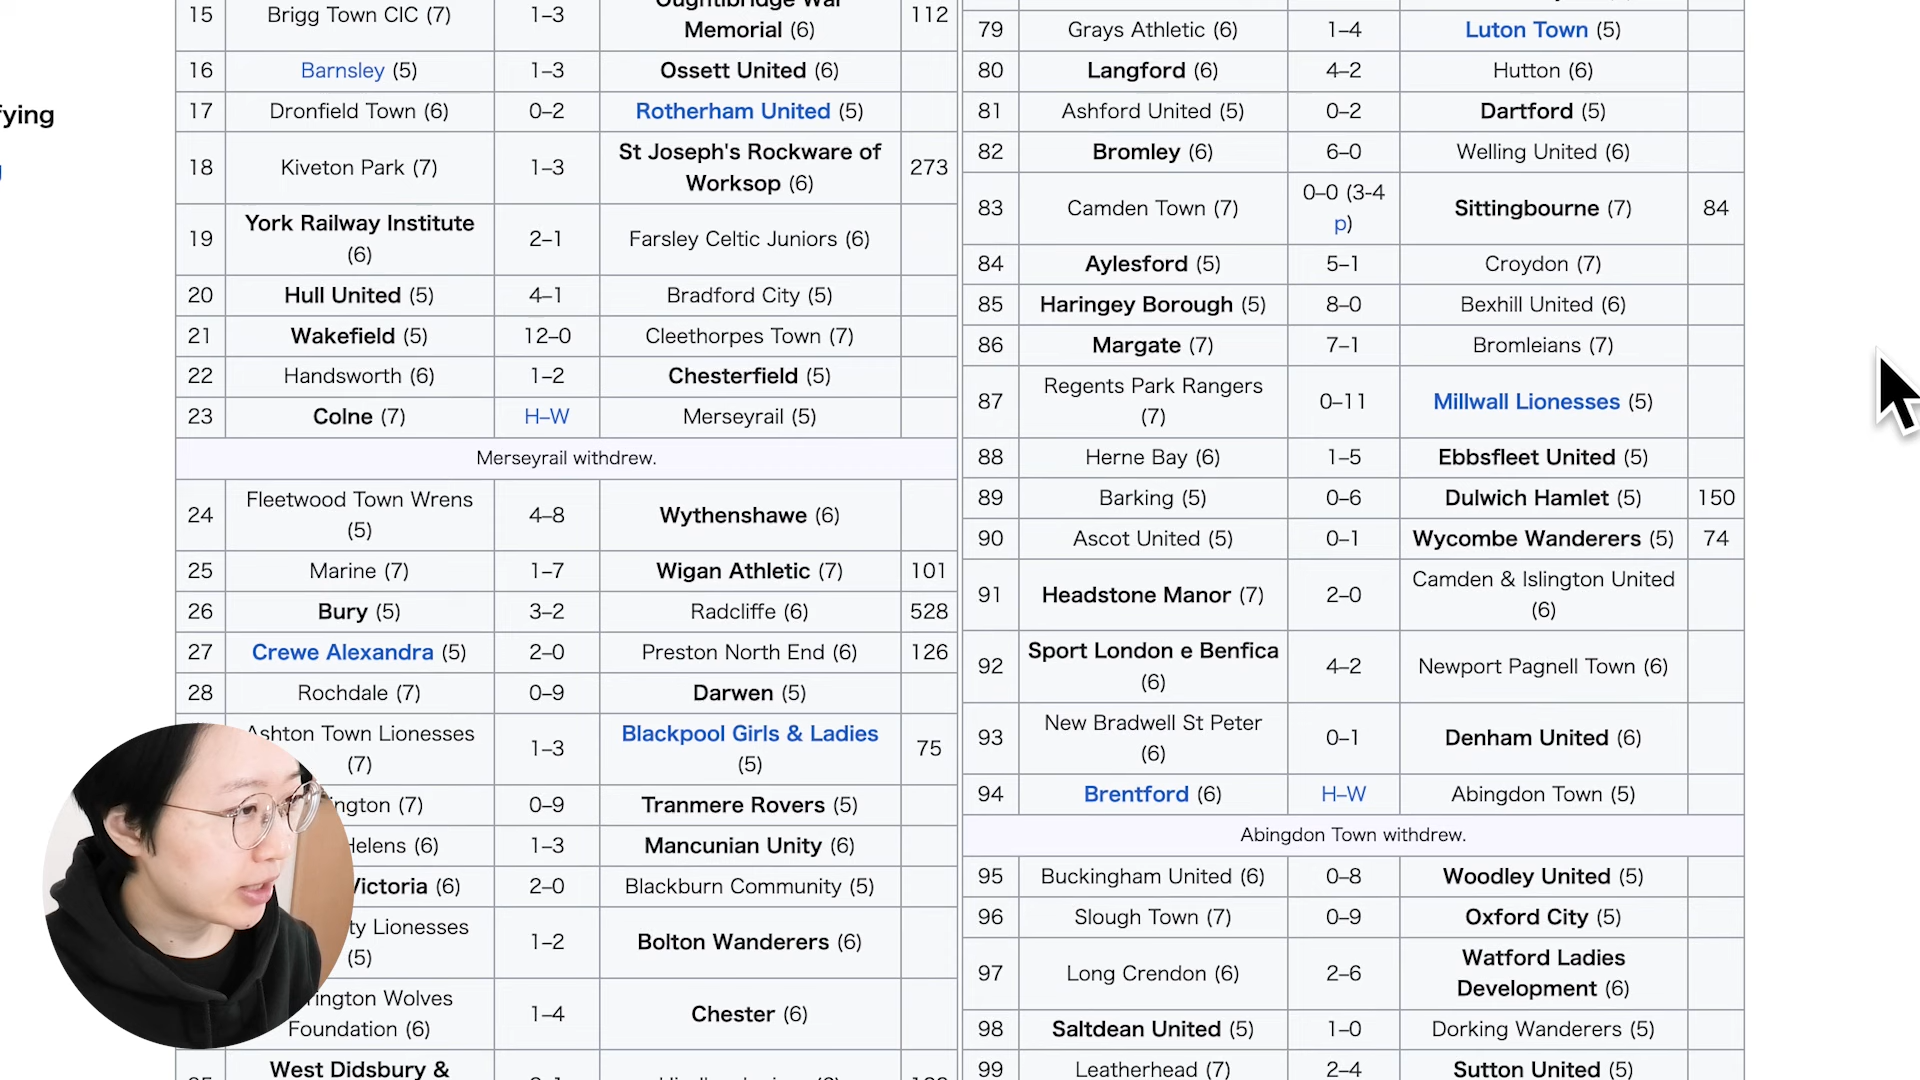 fying
15 Brigg Town CIC (7) 1–3 Oughtibridge War
Memorial (6) 112
16 Barnsley (5) 1–3 Ossett United (6)
17 Dronfield Town (6) 0–2 Rotherham United (5)
18 Kiveton Park (7) 1–3 St Joseph's Rockware of
Worksop (6) 273
19 York Railway Institute
(6) 2–1 Farsley Celtic Juniors (6)
20 Hull United (5) 4–1 Bradford City (5)
21 Wakefield (5) 12–0 Cleethorpes Town (7)
22 Handsworth (6) 1–2 Chesterfield (5)
23 Colne (7) H–W Merseyrail (5)
Merseyrail withdrew.
24 Fleetwood Town Wrens
(5) 4–8 Wythenshawe (6)
25 Marine (7) 1–7 Wigan Athletic (7) 101
26 Bury (5) 3–2 Radcliffe (6) 528
27 Crewe Alexandra (5) 2–0 Preston North End (6) 126
28 Rochdale (7) 0–9 Darwen (5)
Ashton Town Lionesses
(7) 1–3 Blackpool Girls & Ladies
(5) 75
ington (7) 0–9 Tranmere Rovers (5)
Helens (6) 1–3 Mancunian Unity (6)
Victoria (6) 2–0 Blackburn Community (5)
ty Lionesses
(5) 1–2 Bolton Wanderers (6)
rington Wolves
Foundation (6) 1–4 Chester (6)
West Didsbury &
79 Grays Athletic (6) 1–4 Luton Town (5)
80 Langford (6) 4–2 Hutton (6)
81 Ashford United (5) 0–2 Dartford (5)
82 Bromley (6) 6–0 Welling United (6)
83 Camden Town (7) 0–0 (3-4
p) Sittingbourne (7) 84
84 Aylesford (5) 5–1 Croydon (7)
85 Haringey Borough (5) 8–0 Bexhill United (6)
86 Margate (7) 7–1 Bromleians (7)
87 Regents Park Rangers
(7) 0–11 Millwall Lionesses (5)
88 Herne Bay (6) 1–5 Ebbsfleet United (5)
89 Barking (5) 0–6 Dulwich Hamlet (5) 150
90 Ascot United (5) 0–1 Wycombe Wanderers (5) 74
91 Headstone Manor (7) 2–0 Camden & Islington United
(6)
92 Sport London e Benfica
(6) 4–2 Newport Pagnell Town (6)
93 New Bradwell St Peter
(6) 0–1 Denham United (6)
94 Brentford (6) H–W Abingdon Town (5)
Abingdon Town withdrew.
95 Buckingham United (6) 0–8 Woodley United (5)
96 Slough Town (7) 0–9 Oxford City (5)
97 Long Crendon (6) 2–6 Watford Ladies
Development (6)
98 Saltdean United (5) 1–0 Dorking Wanderers (5)
99 Leatherhead (7) 2–4 Sutton United (5)